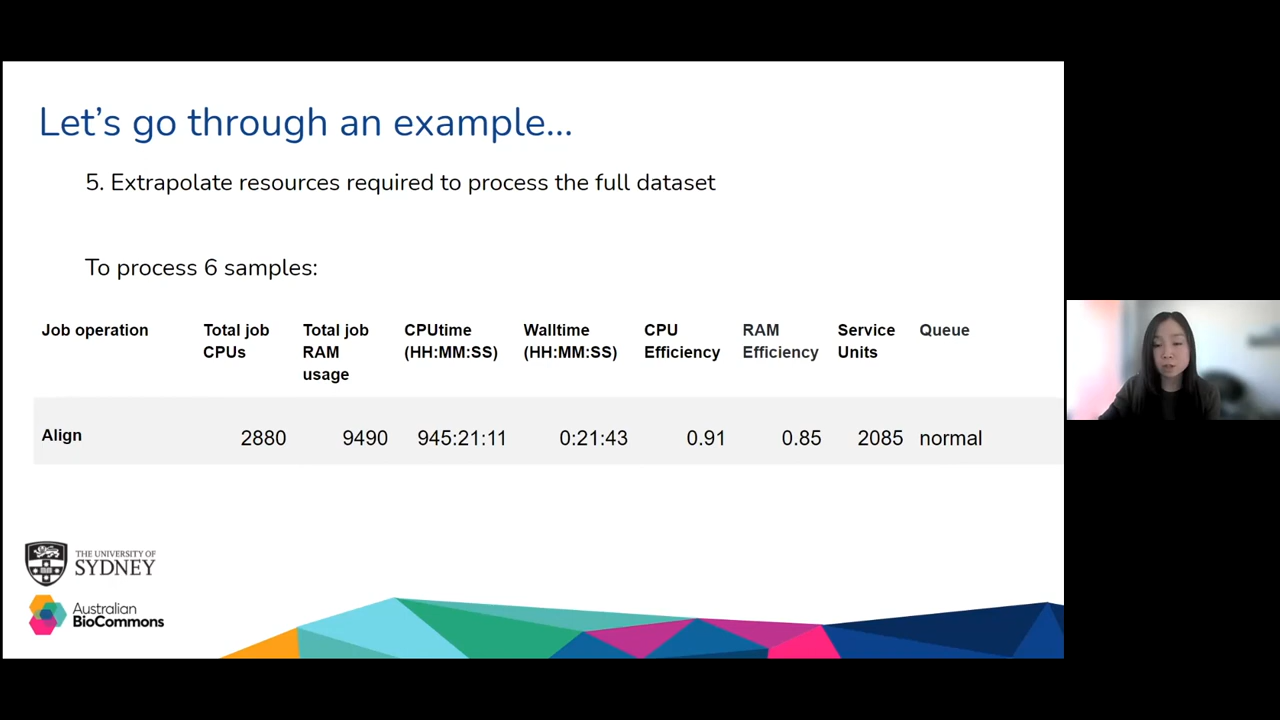 Let's go through an example...
5. Extrapolate resources required to process the full dataset
To process 6 samples:
Job operation Total job CPUs Total job RAM usage CPUtime (HH:MM:SS) Walltime (HH:MM:SS) CPU Efficiency RAM Efficiency Service Units Queue
Align 2880 9490 945:21:11 0:21:43 0.91 0.85 2085 normal
THE UNIVERSITY OF
SYDNEY
Australian
BioCommons